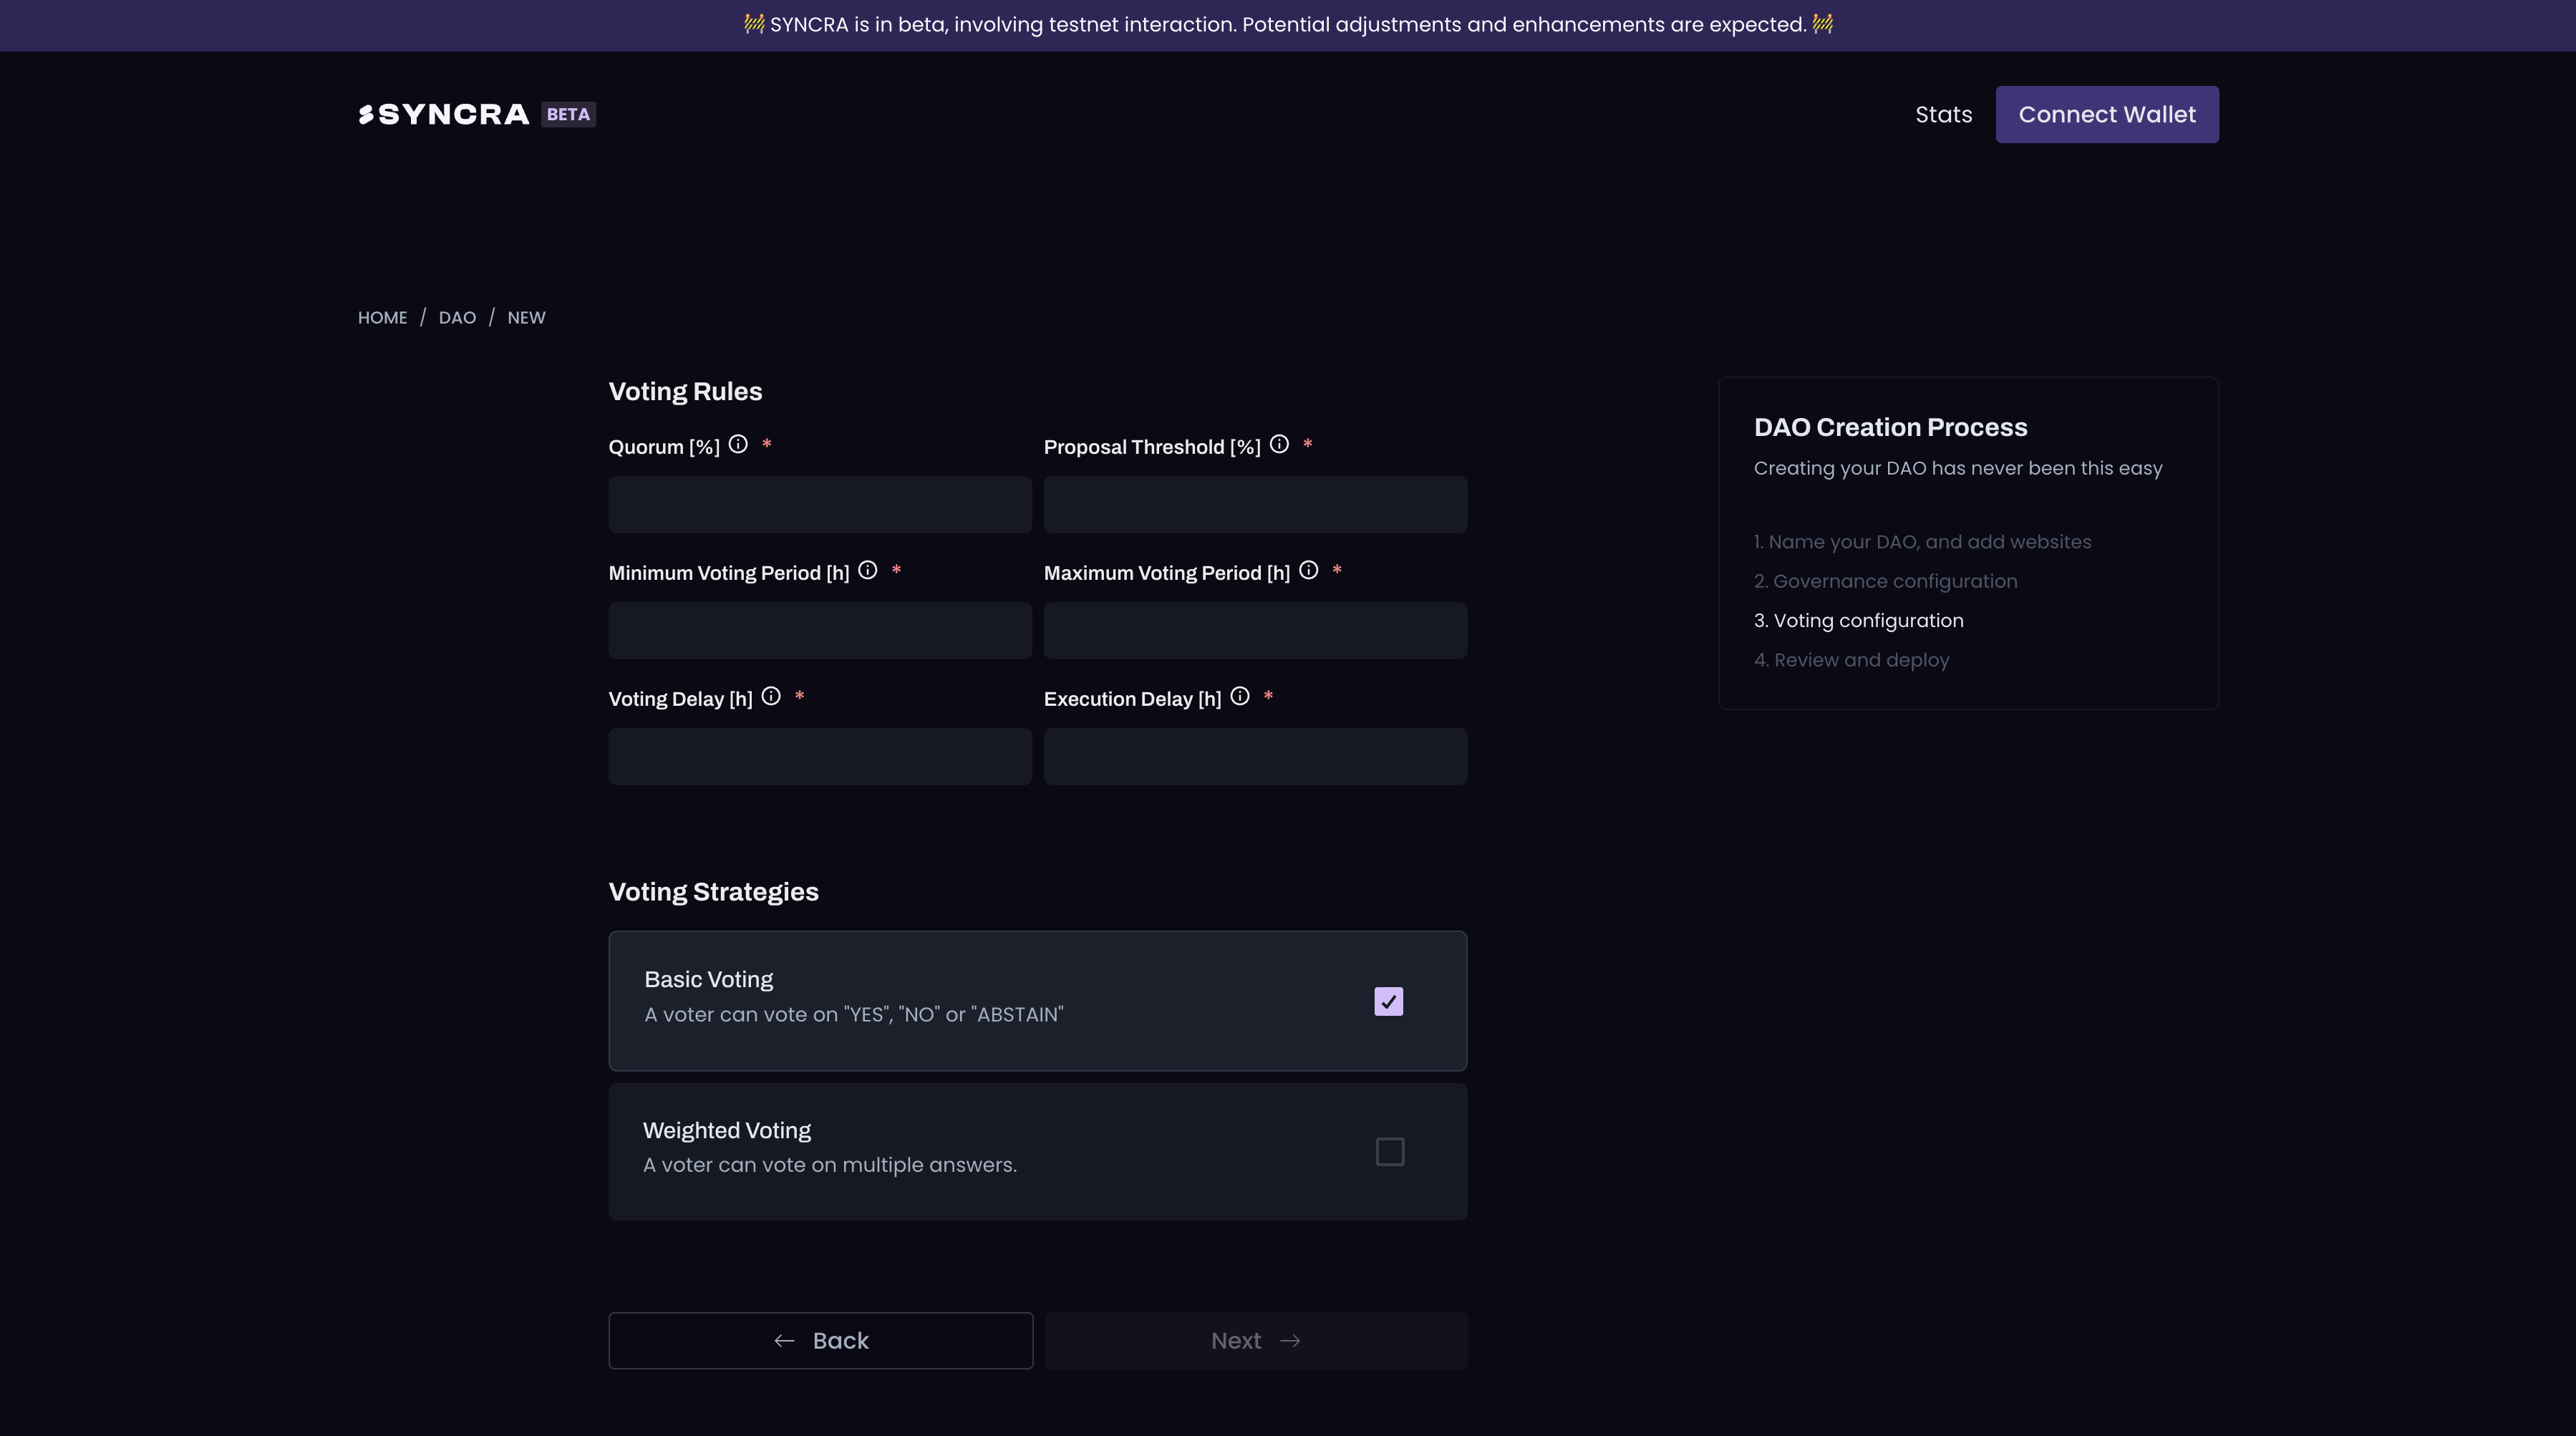 🚧 SYNCRA is in beta, involving testnet interaction. Potential adjustments and enhancements are expected. 🚧
SYNCRA BETA
Stats
Connect Wallet
HOME / DAO / NEW
Voting Rules
Quorum [%] *
Proposal Threshold [%] *
Minimum Voting Period [h] *
Maximum Voting Period [h] *
Voting Delay [h] *
Execution Delay [h] *
Voting Strategies
Basic Voting
A voter can vote on "YES", "NO" or "ABSTAIN"
Weighted Voting
A voter can vote on multiple answers.
← Back
Next →
DAO Creation Process
Creating your DAO has never been this easy
1. Name your DAO, and add websites
2. Governance configuration
3. Voting configuration
4. Review and deploy